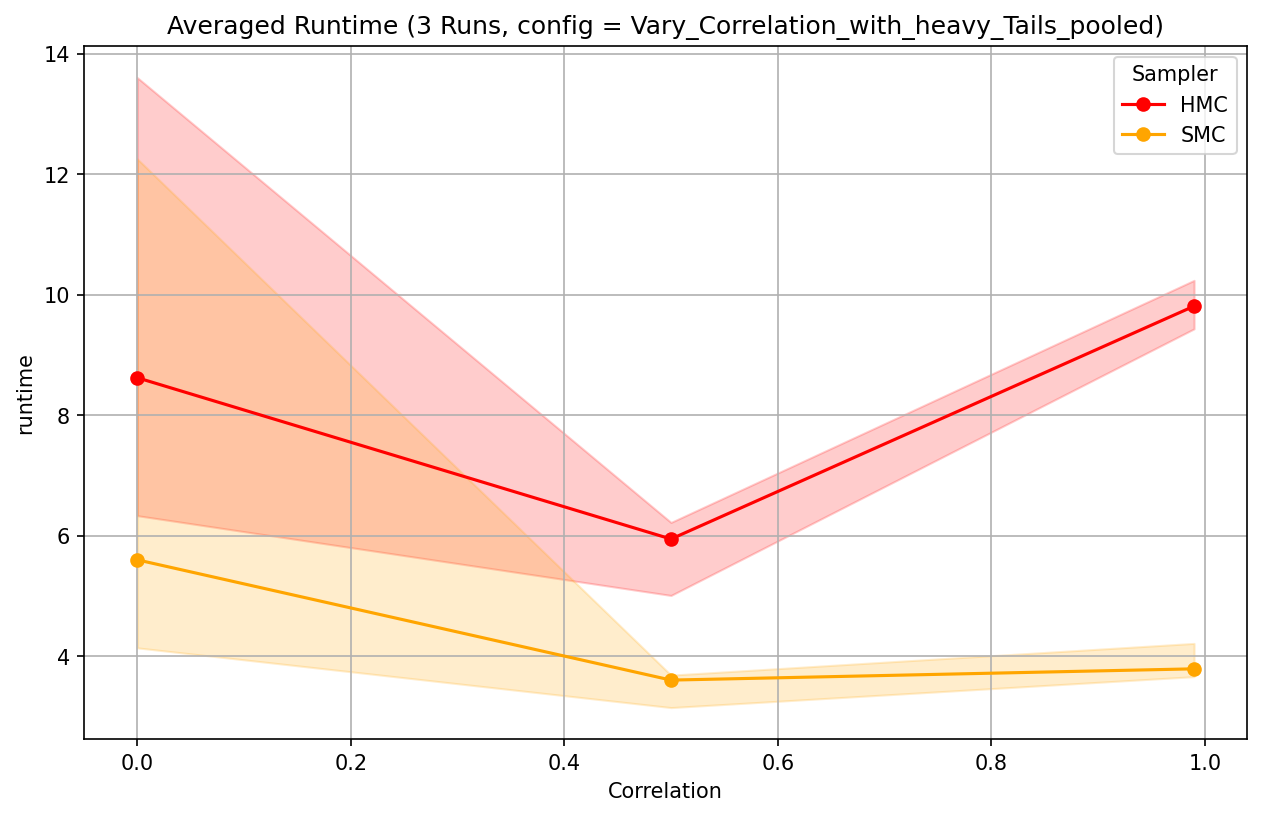 Averaged Runtime (3 Runs, config = Vary_Correlation_with_heavy_Tails_pooled)
14
12
10
8
6
4
runtime
Sampler
HMC
SMC
0.0 0.2 0.4 0.6 0.8 1.0
Correlation